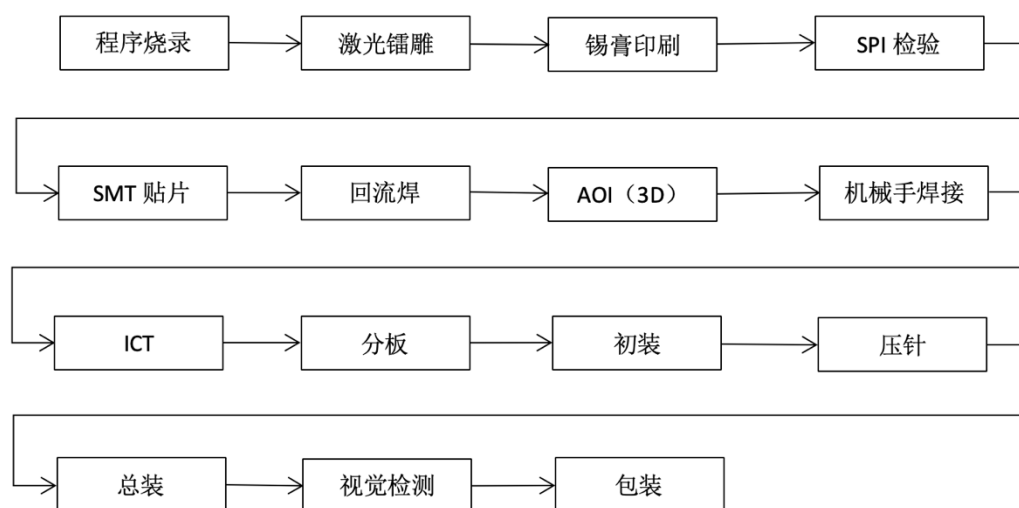 程序烧录 激光镭雕 锡膏印刷 SPI 检验
SMT 贴片 回流焊 AOI（3D） 机械手焊接
ICT 分板 初装 压针
总装 视觉检测 包装